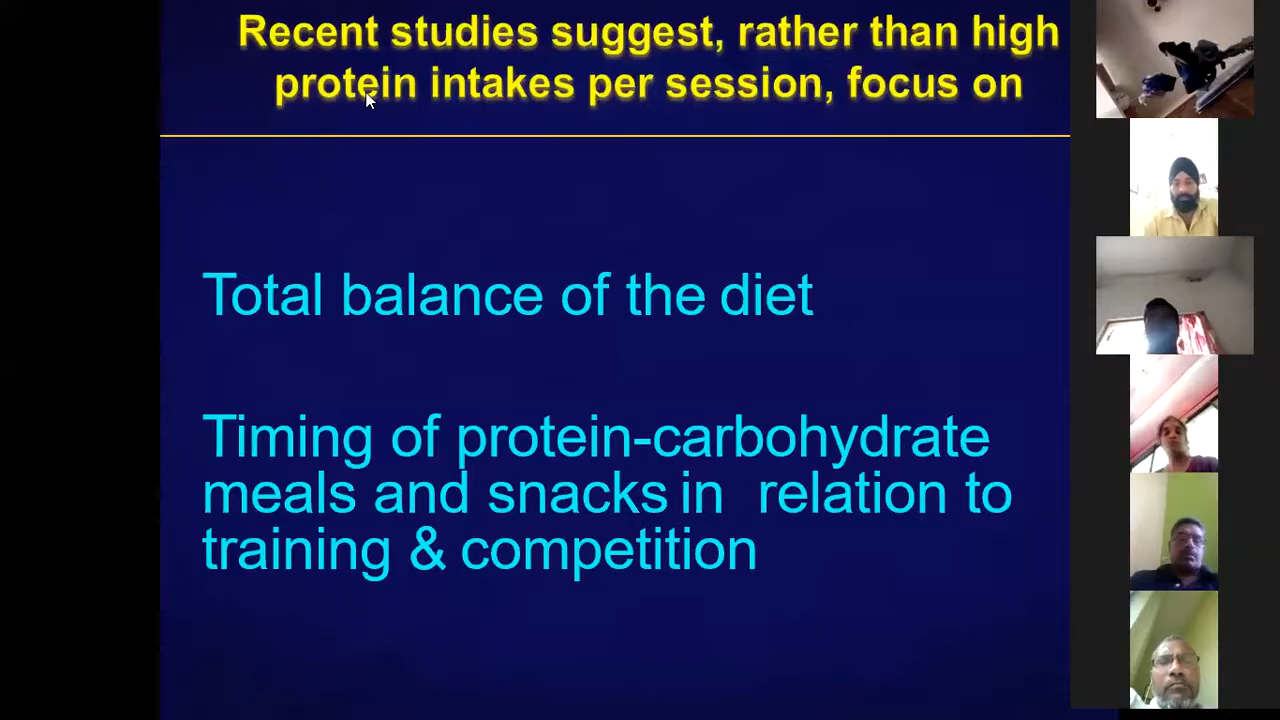 Recent studies suggest, rather than high
protein intakes per session, focus on
Total balance of the diet
Timing of protein-carbohydrate
meals and snacks in relation to
training & competition